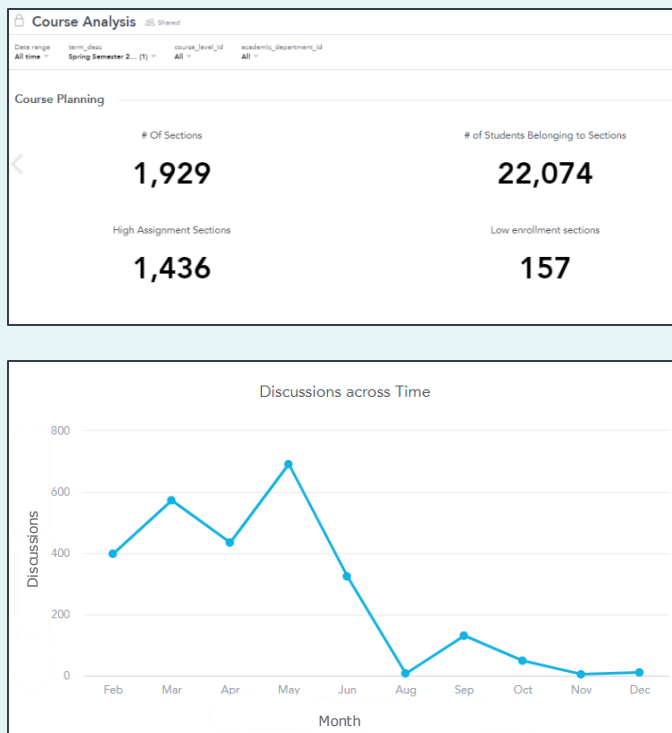 Course Analysis Shared
Date range term_desc course_level_id academic_department_id
All time Spring Semester 2... (1) All All
Course Planning
# Of Sections # of Students Belonging to Sections
1,929 22,074
High Assignment Sections Low enrollment sections
1,436 157
Discussions across Time
800
600
400
200
0
Discussions
Feb Mar Apr May Jun Aug Sep Oct Nov Dec
Month